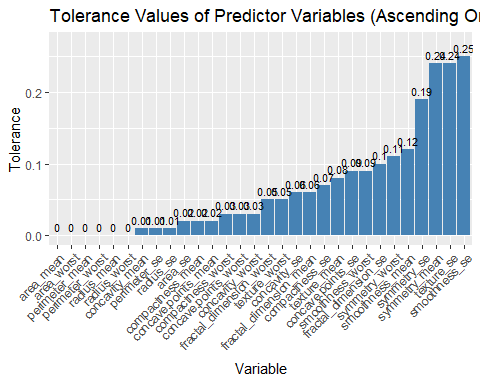 Tolerance Values of Predictor Variables (Ascending Or
Tolerance
0.2
0.1
0.0
0 0 0 0 0 0 0.01 0.01 0.01 0.02 0.02 0.02 0.03 0.03 0.03 0.05 0.05 0.06 0.06 0.07 0.08 0.09 0.09 0.1 0.11 0.12 0.19 0.24 0.24 0.25
area_mean
area_worst
perimeter_mean
perimeter_worst
radius_mean
radius_worst
concavity_mean
perimeter_se
radius_se
area_se
compactness_mean
concave.points_mean
compactness_worst
concave.points_worst
concavity_worst
fractal_dimension_worst
texture_worst
concavity_se
fractal_dimension_mean
compactness_se
texture_mean
concave.points_se
smoothness_worst
fractal_dimension_se
symmetry_worst
smoothness_mean
symmetry_se
symmetry_mean
texture_se
smoothness_se
Variable